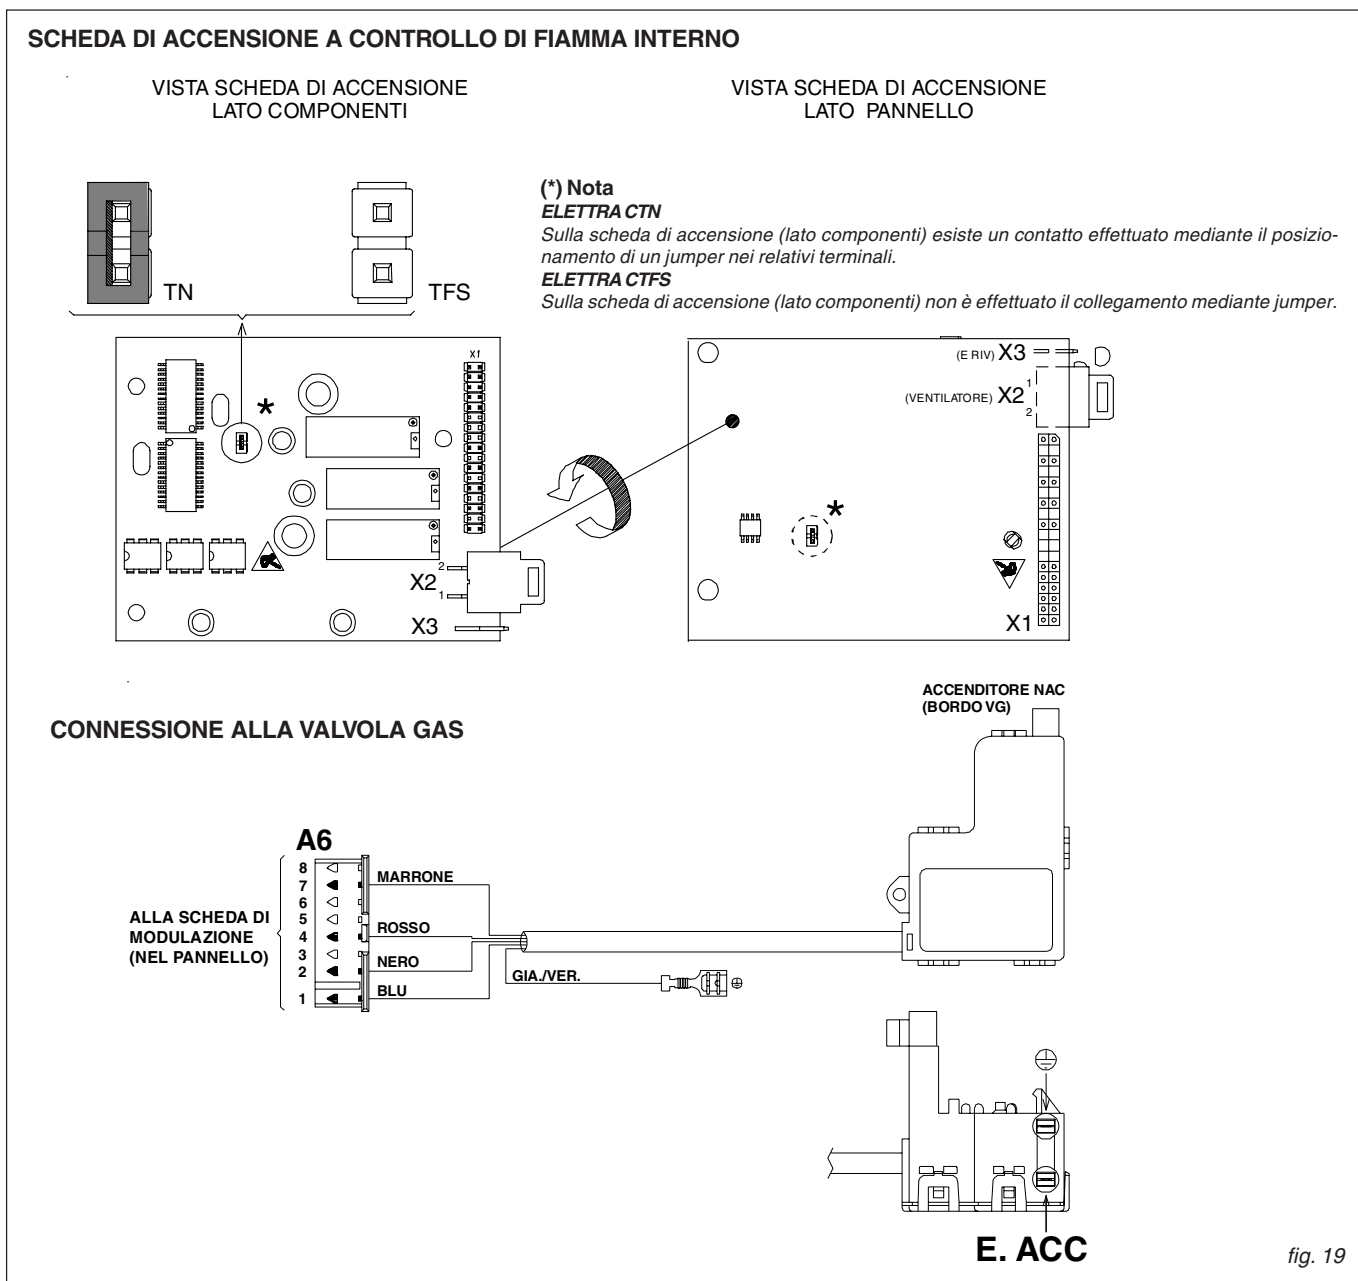 SCHEDA DI ACCENSIONE A CONTROLLO DI FIAMMA INTERNO
VISTA SCHEDA DI ACCENSIONE
LATO COMPONENTI
VISTA SCHEDA DI ACCENSIONE
LATO PANNELLO
TN
TFS
(*) Nota
ELETTRA CTN
Sulla scheda di accensione (lato componenti) esiste un contatto effettuato mediante il posizio-
namento di un jumper nei relativi terminali.
ELETTRA CTFS
Sulla scheda di accensione (lato componenti) non è effettuato il collegamento mediante jumper.
X1
*
X2
2
1
X3
(E RIV) X3
(VENTILATORE) X2
1
2
*
X1
CONNESSIONE ALLA VALVOLA GAS
ACCENDITORE NAC
(BORDO VG)
A6
8
7
6
5
4
3
2
1
ALLA SCHEDA DI
MODULAZIONE
(NEL PANNELLO)
MARRONE
ROSSO
NERO
BLU
GIA./VER.
E. ACC
fig. 19